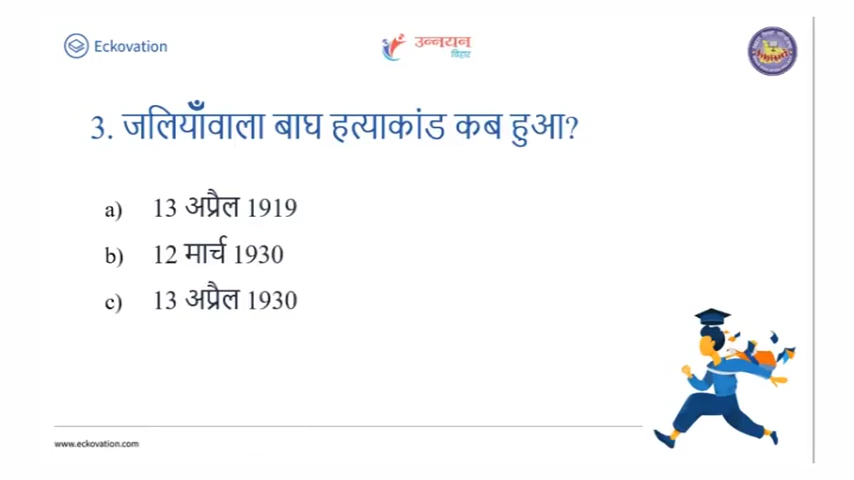 Eckovation
उन्नयन
बिहार
3. जलियाँवाला बाघ हत्याकांड कब हुआ?
a) 13 अप्रैल 1919
b) 12 मार्च 1930
c) 13 अप्रैल 1930
www.eckovation.com